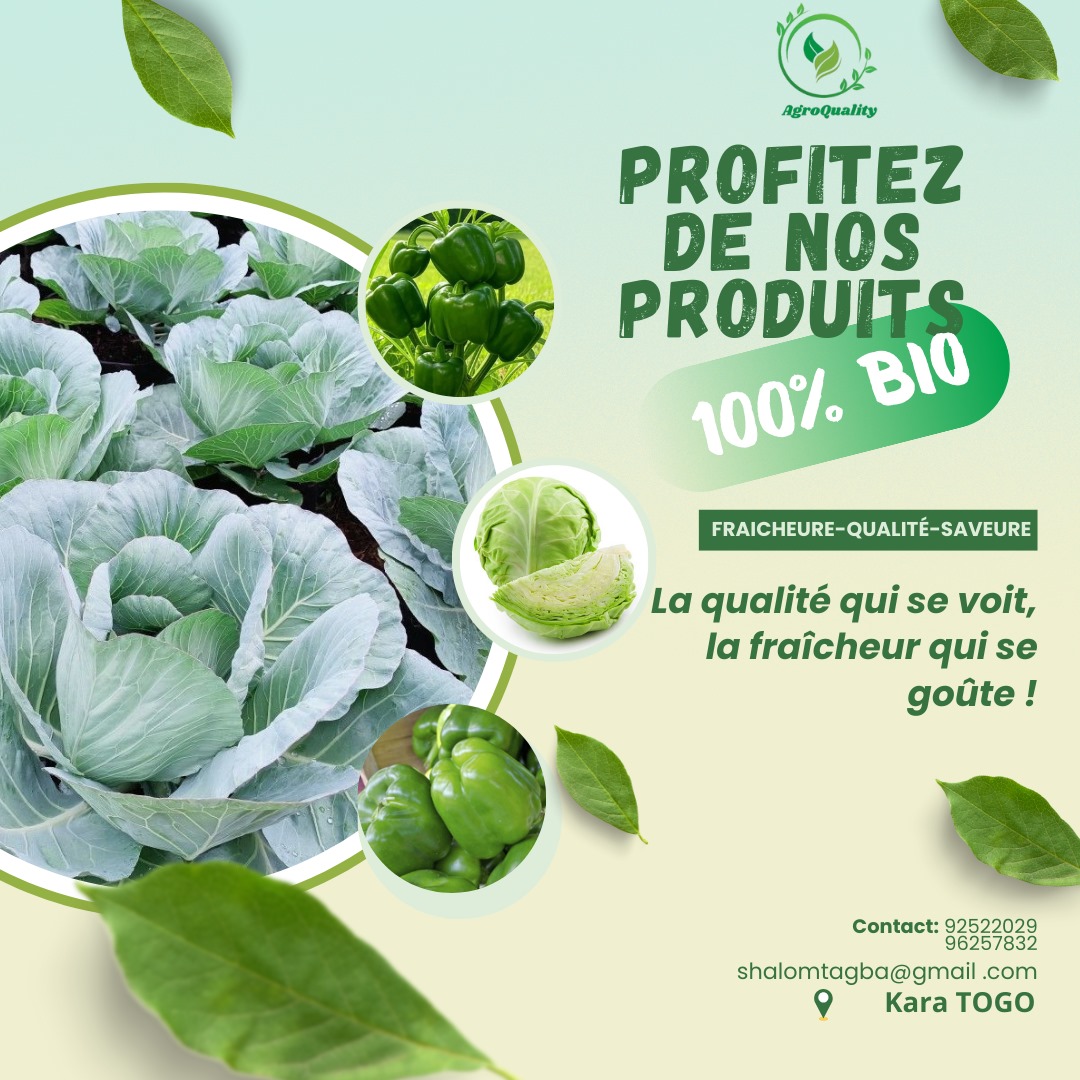 AgroQuality
PROFITEZ
DE NOS
PRODUITS
100% BIO
FRAICHEURE-QUALITÉ-SAVEURE
La qualité qui se voit,
la fraîcheur qui se
goûte !
Contact: 92522029
96257832
shalomtagba@gmail .com
Kara TOGO